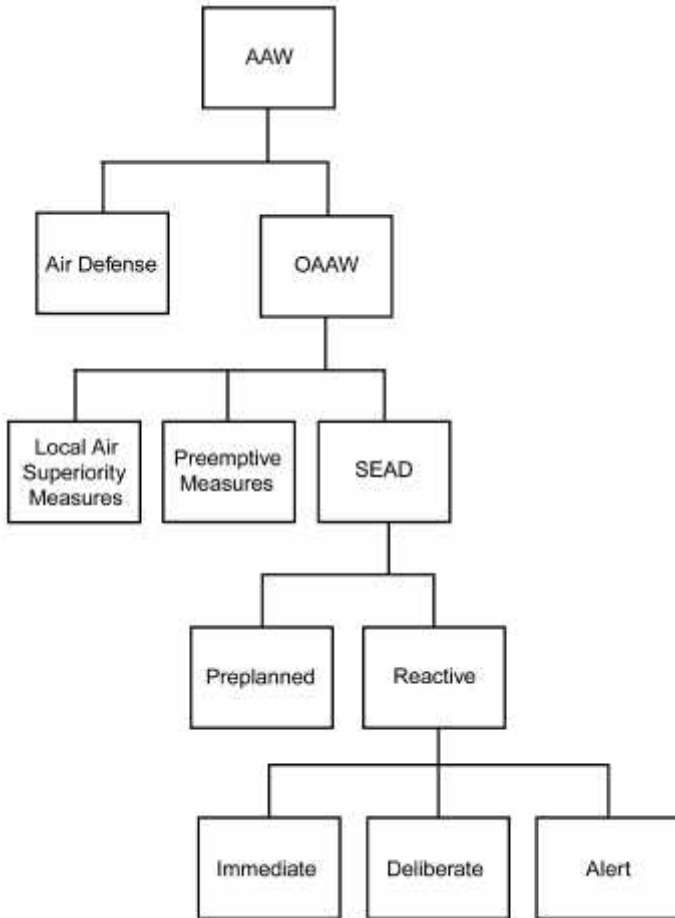 AAW
Air Defense
OAAW
Local Air
Superiority
Measures
Preemptive
Measures
SEAD
Preplanned
Reactive
Immediate
Deliberate
Alert